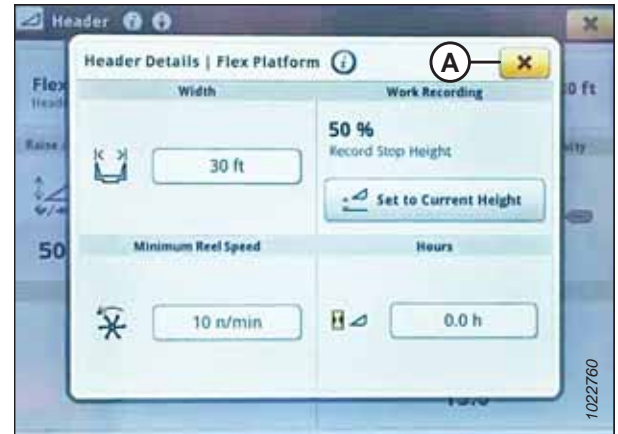 Header
Header Details | Flex Platform
A
Flex
30 ft
Width
Work Recording
50 %
Record Stop Height
30 ft
Set to Current Height
50
Minimum Reel Speed
Hours
10 n/min
0.0 h
1022760